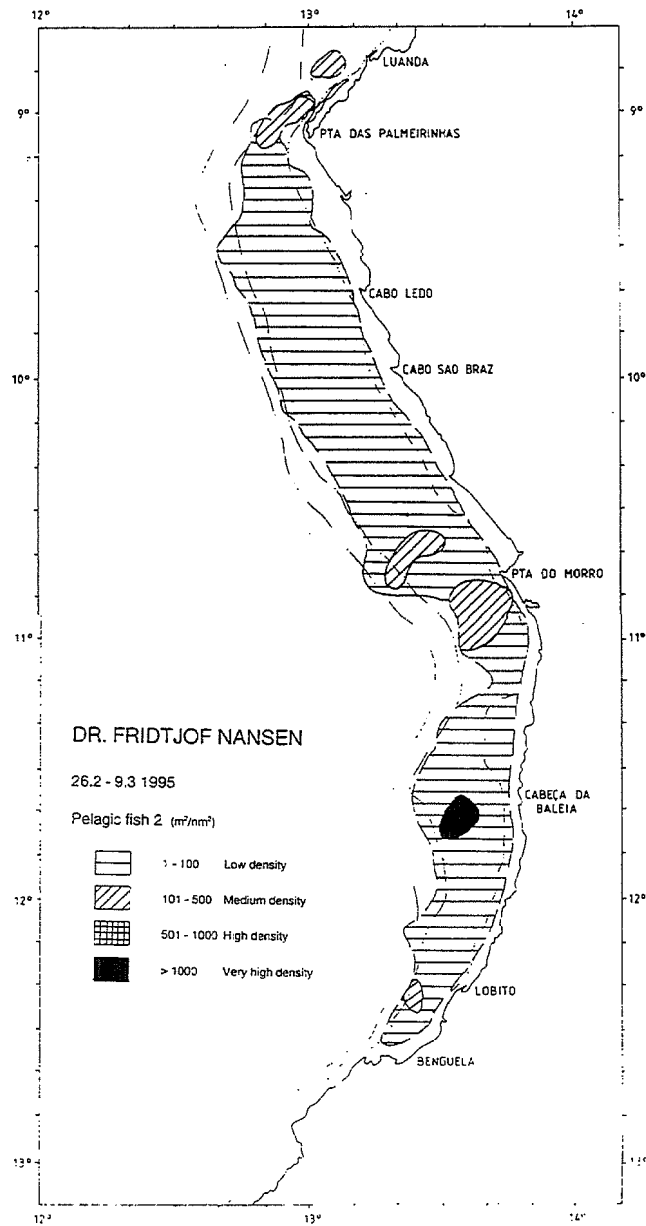 12° 13° 14°
LUANDA
9° 9°
PTA DAS PALMEIRINHAS
CABO LEDO
CABO SAO BRAZ
10° 10°
PTA DO MORRO
11° 11°
DR. FRIDTJOF NANSEN
26.2 - 9.3 1995
CABEÇA DA
BALEIA
Pelagic fish 2 (m²/nm²)
1 - 100 Low density
101 - 500 Medium density
12° 12°
501 - 1000 High density
> 1000 Very high density
LOBITO
BENGUELA
13° 13°
12° 13° 14°